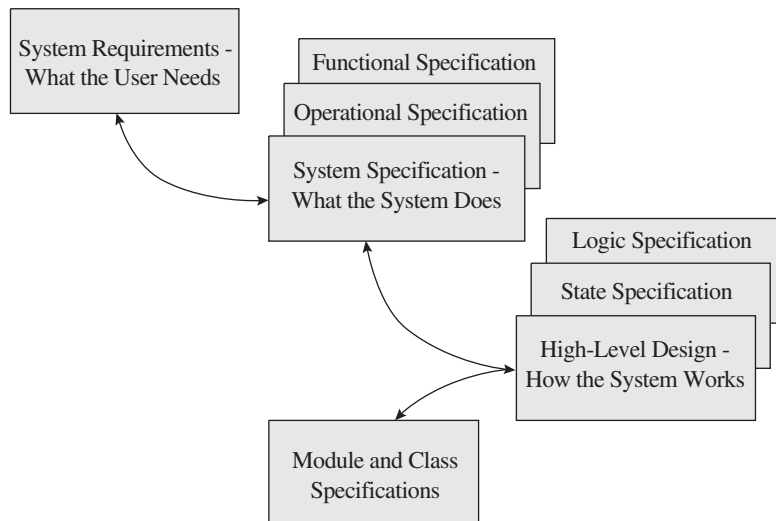 System Requirements -
What the User Needs
Functional Specification
Operational Specification
System Specification -
What the System Does
Logic Specification
State Specification
High-Level Design -
How the System Works
Module and Class
Specifications